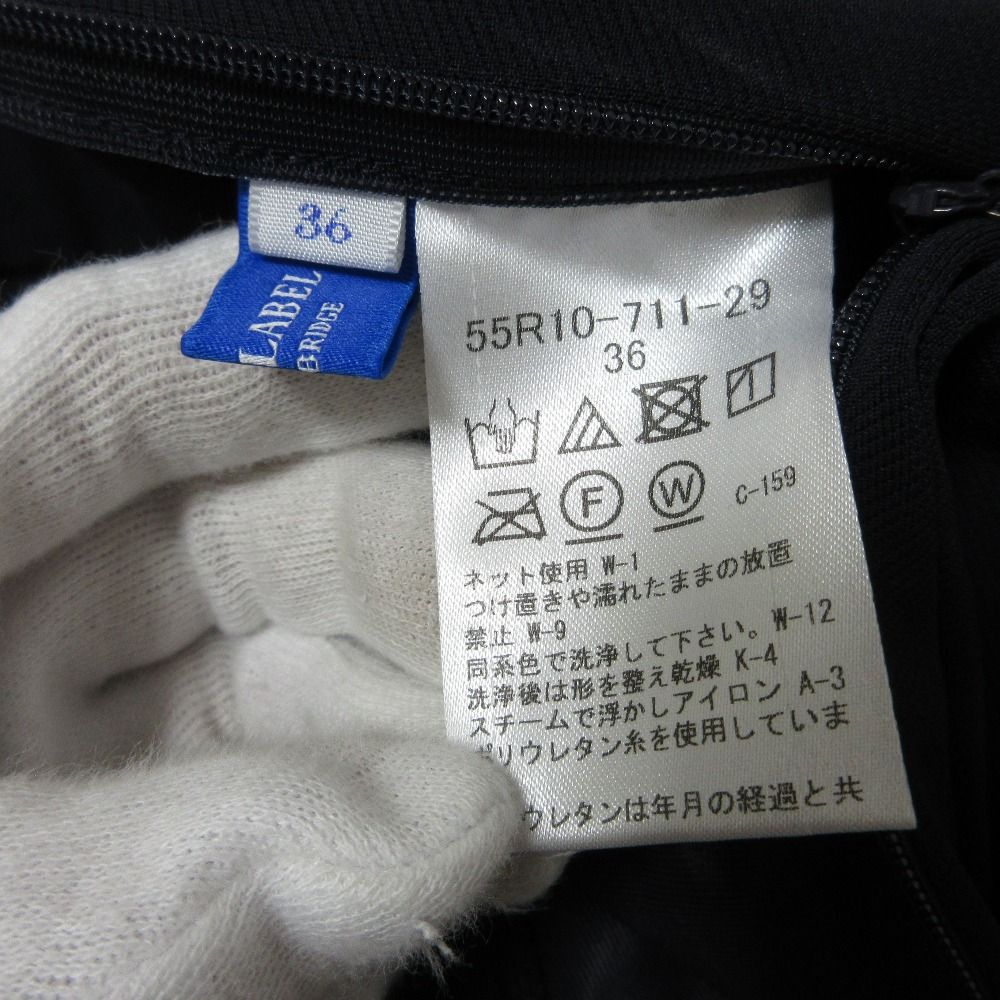 36
LABEL
BRIDGE
55R10-711-29
36
F
W
C-159
ネット使用 W-1
つけ置きや濡れたままの放置
禁止 W-9
同系色で洗浄して下さい。W-12
洗浄後は形を整え乾燥 K-4
スチームで浮かしアイロン A-3
ポリウレタン糸を使用していま
ウレタンは年月の経過と共